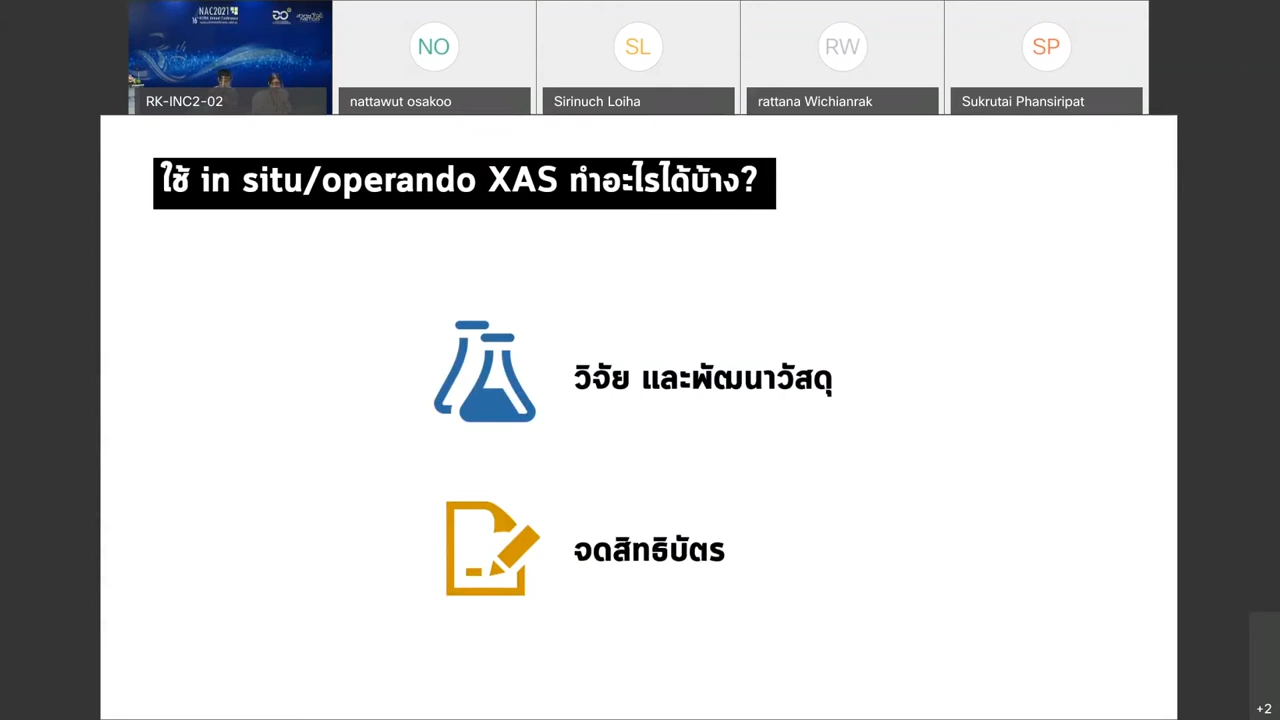 NAC2021
NO
SL
RW
SP
RK-INC2-02
nattawut osakoo
Sirinuch Loiha
rattana Wichianrak
Sukrutai Phansiripat
ใช้ in situ/operando XAS ทำอะไรได้บ้าง?
วิจัย และพัฒนาวัสดุ
จดสิทธิบัตร
+2